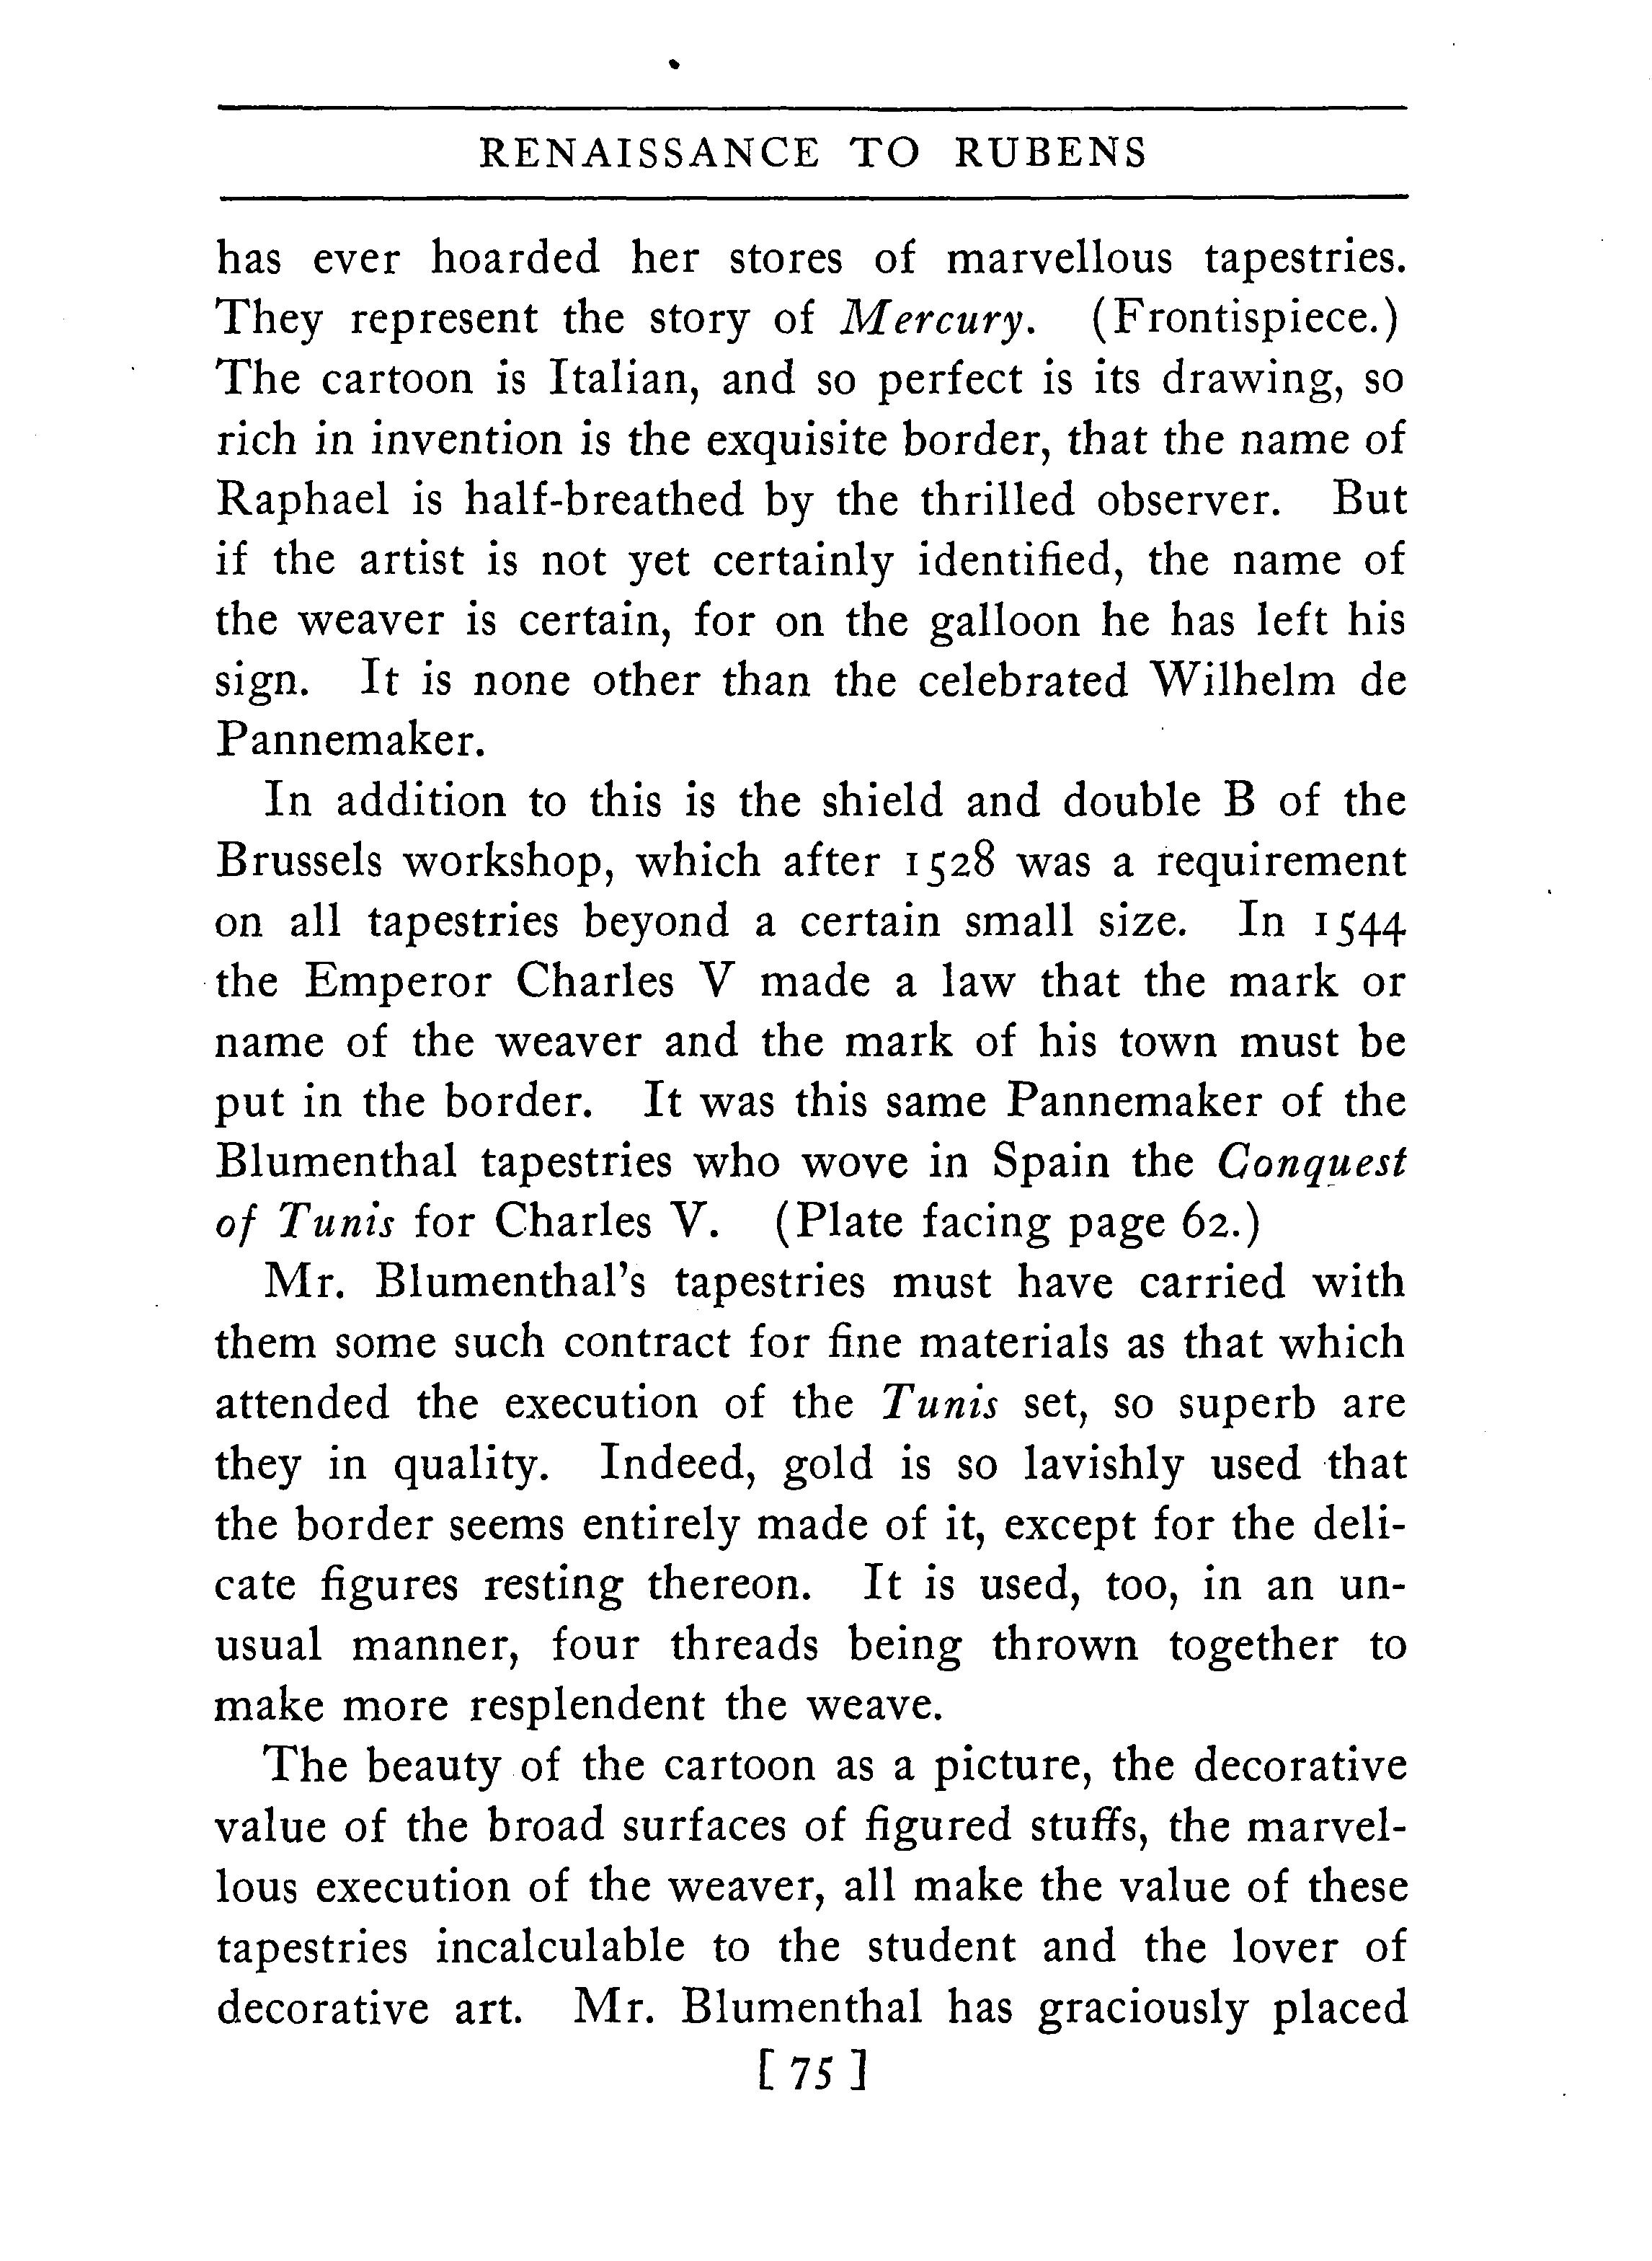 RENAISSANCE TO RUBENS
has ever hoarded her stores of marvellous tapestries.
They represent the story of Mercury. (Frontispiece.)
The cartoon is Italian, and so perfect is its drawing, so
rich in invention is the exquisite border, that the name of
Raphael is half-breathed by the thrilled observer. But
if the artist is not yet certainly identified, the name of
the weaver is certain, for on the galloon he has left his
sign. It is none other than the celebrated Wilhelm de
Pannemaker.
In addition to this is the shield and double B of the
Brussels workshop, which after 1528 was a requirement
on all tapestries beyond a certain small size. In 1544
the Emperor Charles V made a law that the mark or
name of the weaver and the mark of his town must be
put in the border. It was this same Pannemaker of the
Blumenthal tapestries who wove in Spain the Conquest
of Tunis for Charles V. (Plate facing page 62.)
Mr. Blumenthal's tapestries must have carried with
them some such contract for fine materials as that which
attended the execution of the Tunis set, so superb are
they in quality. Indeed, gold is so lavishly used that
the border seems entirely made of it, except for the deli-
cate figures resting thereon. It is used, too, in an un-
usual manner, four threads being thrown together to
make more resplendent the weave.
The beauty of the cartoon as a picture, the decorative
value of the broad surfaces of figured stuffs, the marvel-
lous execution of the weaver, all make the value of these
tapestries incalculable to the student and the lover of
decorative art. Mr. Blumenthal has graciously placed
[ 75 ]